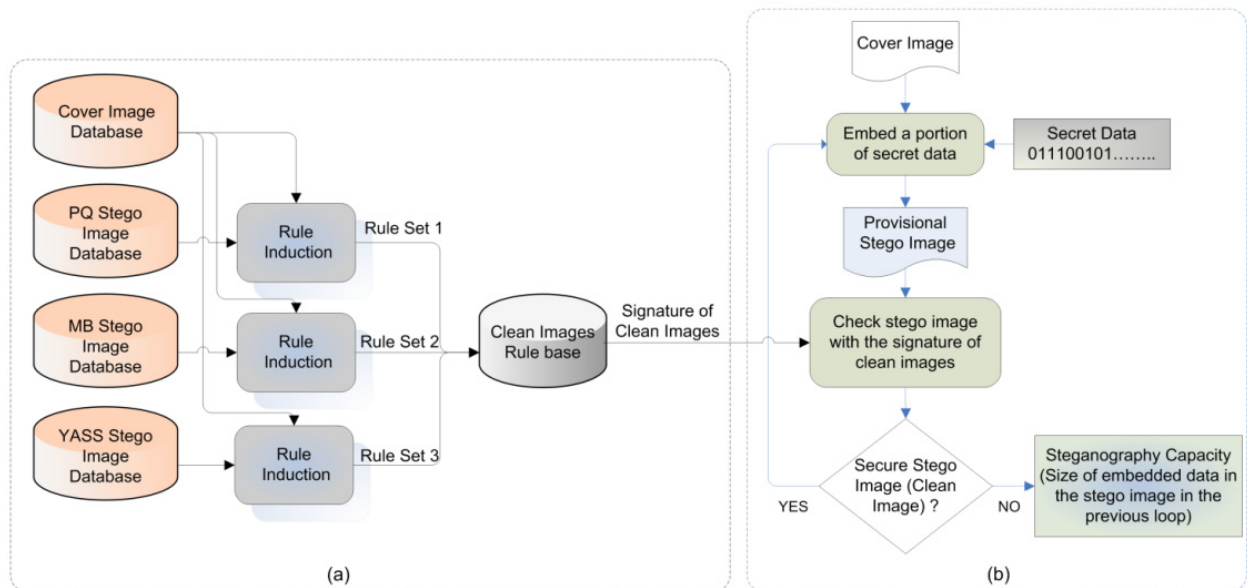 Cover Image
Database
PQ Stego
Image
Database
MB Stego
Image
Database
YASS Stego
Image
Database
Rule
Induction
Rule Set 1
Rule
Induction
Rule Set 2
Rule
Induction
Rule Set 3
Clean Images
Rule base
Signature of
Clean Images
(a)
Cover Image
Embed a portion
of secret data
Secret Data
011100101........
Provisional
Stego Image
Check stego image
with the signature of
clean images
Secure Stego
Image (Clean
Image) ?
YES
NO
Steganography Capacity
(Size of embedded data in
the stego image in the
previous loop)
(b)